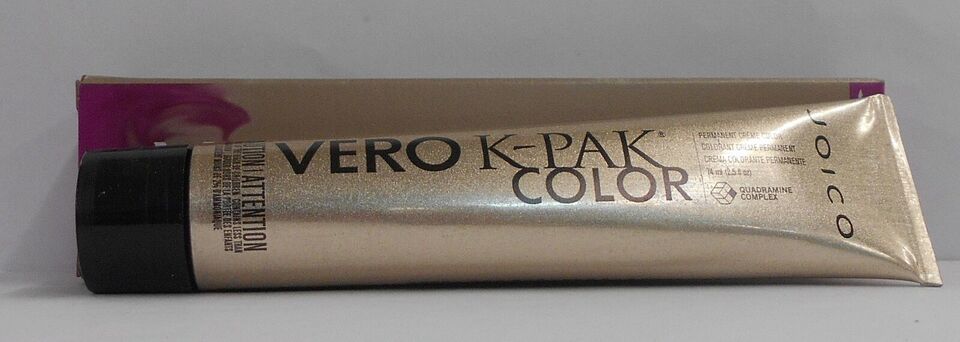 VERO K-PAK®
COLOR
PERMANENT CREME COLOR
COLORANT CRÈME PERMANENT
CREMA COLORANTE PERMANENTE
74 ml (2.5 fl oz)
QUADRAMINE
COMPLEX
JOICO
ATTENTION